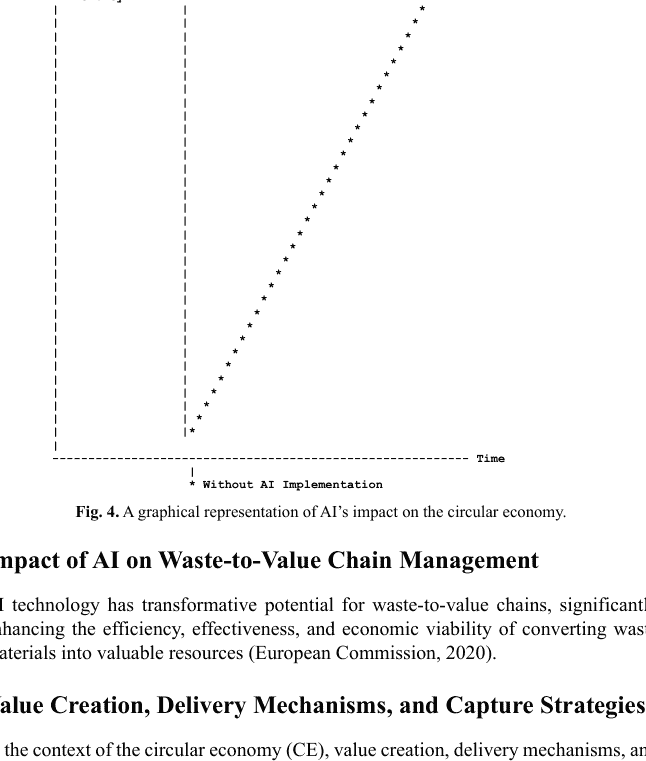 Time
* Without AI Implementation
Fig. 4. A graphical representation of AI's impact on the circular economy.
mpact of AI on Waste-to-Value Chain Management
I technology has transformative potential for waste-to-value chains, significantl
nhancing the efficiency, effectiveness, and economic viability of converting wast
aterials into valuable resources (European Commission, 2020).
alue Creation, Delivery Mechanisms, and Capture Strategies
the context of the circular economy (CE), value creation, delivery mechanisms, an